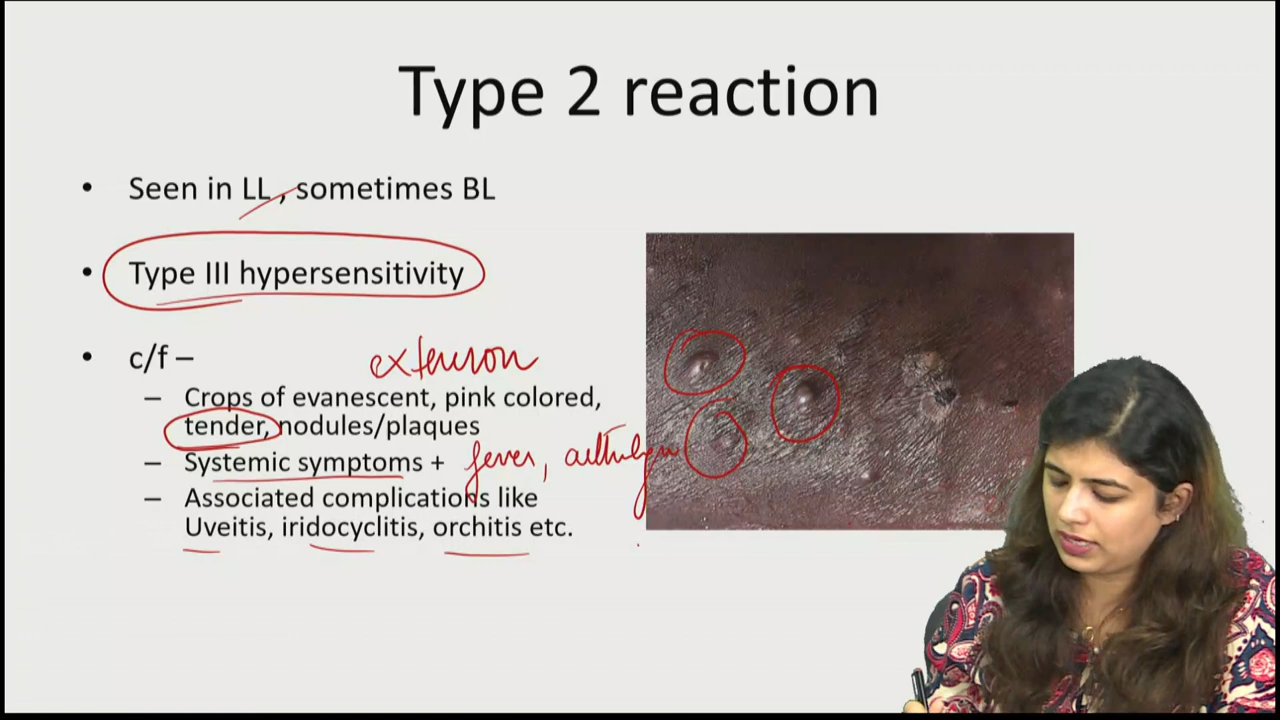 Type 2 reaction
• Seen in LL , sometimes BL
• Type III hypersensitivity
• c/f –
extensor
– Crops of evanescent, pink colored,
tender, nodules/plaques
– Systemic symptoms + fever,
– Associated complications like
Uveitis, iridocyclitis, orchitis etc.